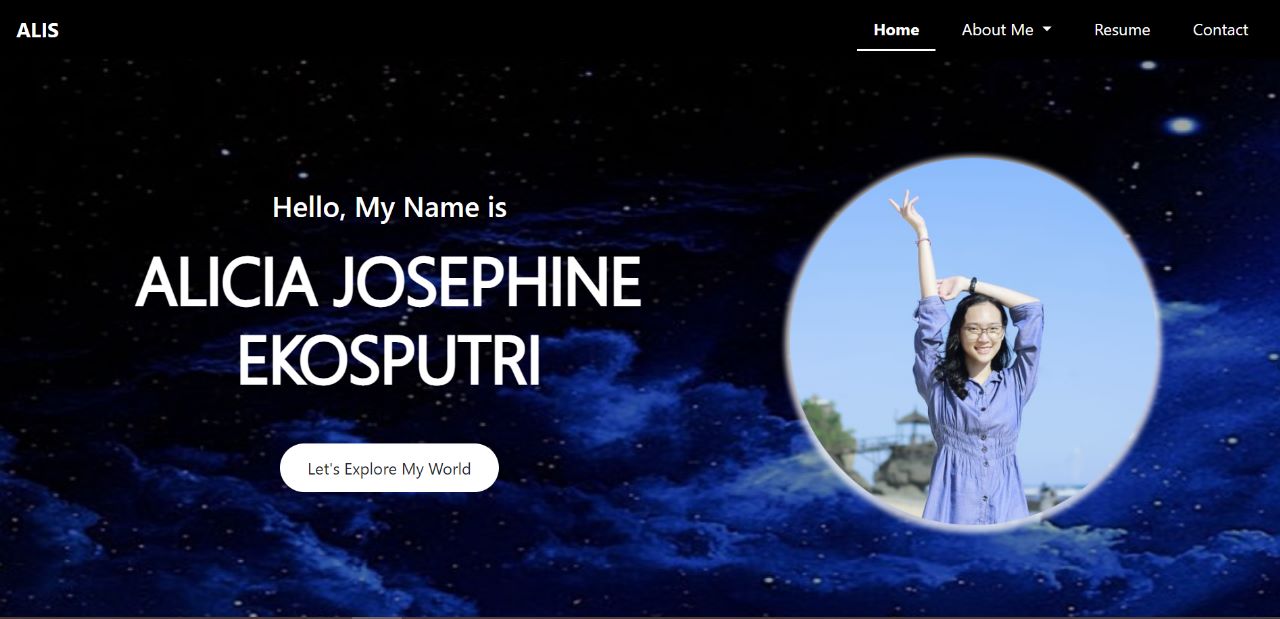 ALIS
Home
About Me
Resume
Contact
Hello, My Name is
ALICIA JOSEPHINE
EKOSPUTRI
Let's Explore My World